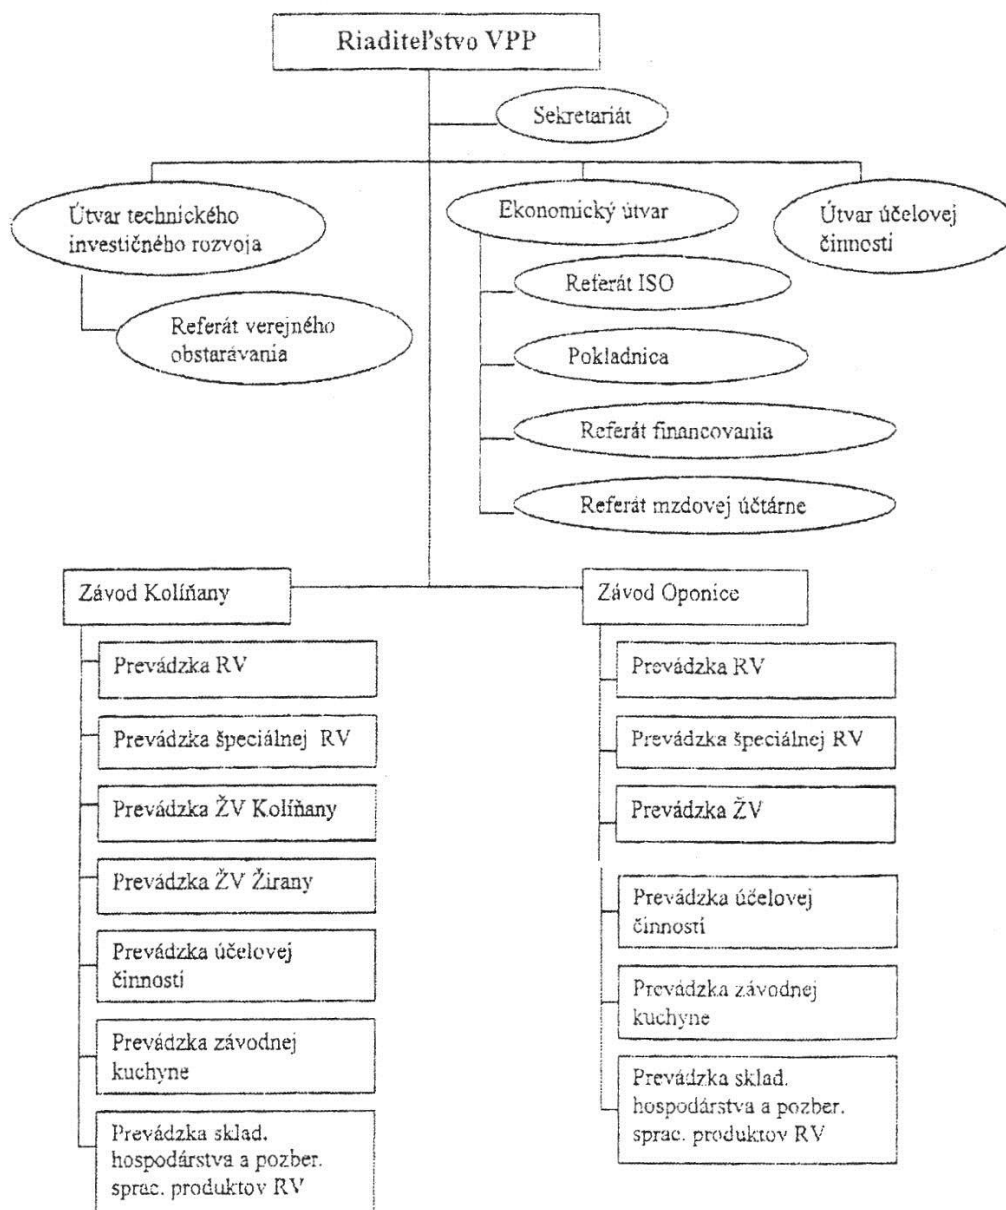 Riaditeľstvo VPP
Sekretariát
Útvar technického
investičného rozvoja
Ekonomický útvar
Útvar účelovej
činnosti
Referát verejného
obstarávania
Referát ISO
Pokladnica
Referát financovania
Referát mzdovej účtárne
Závod Kolíňany
Prevádzka RV
Prevádzka špeciálnej RV
Prevádzka ŽV Kolíňany
Prevádzka ŽV Žirany
Prevádzka účelovej
činnosti
Prevádzka závodnej
kuchyne
Prevádzka sklad.
hospodárstva a pozber.
sprac. produktov RV
Závod Oponice
Prevádzka RV
Prevádzka špeciálnej RV
Prevádzka ŽV
Prevádzka účelovej
činnosti
Prevádzka závodnej
kuchyne
Prevádzka sklad.
hospodárstva a pozber.
sprac. produktov RV